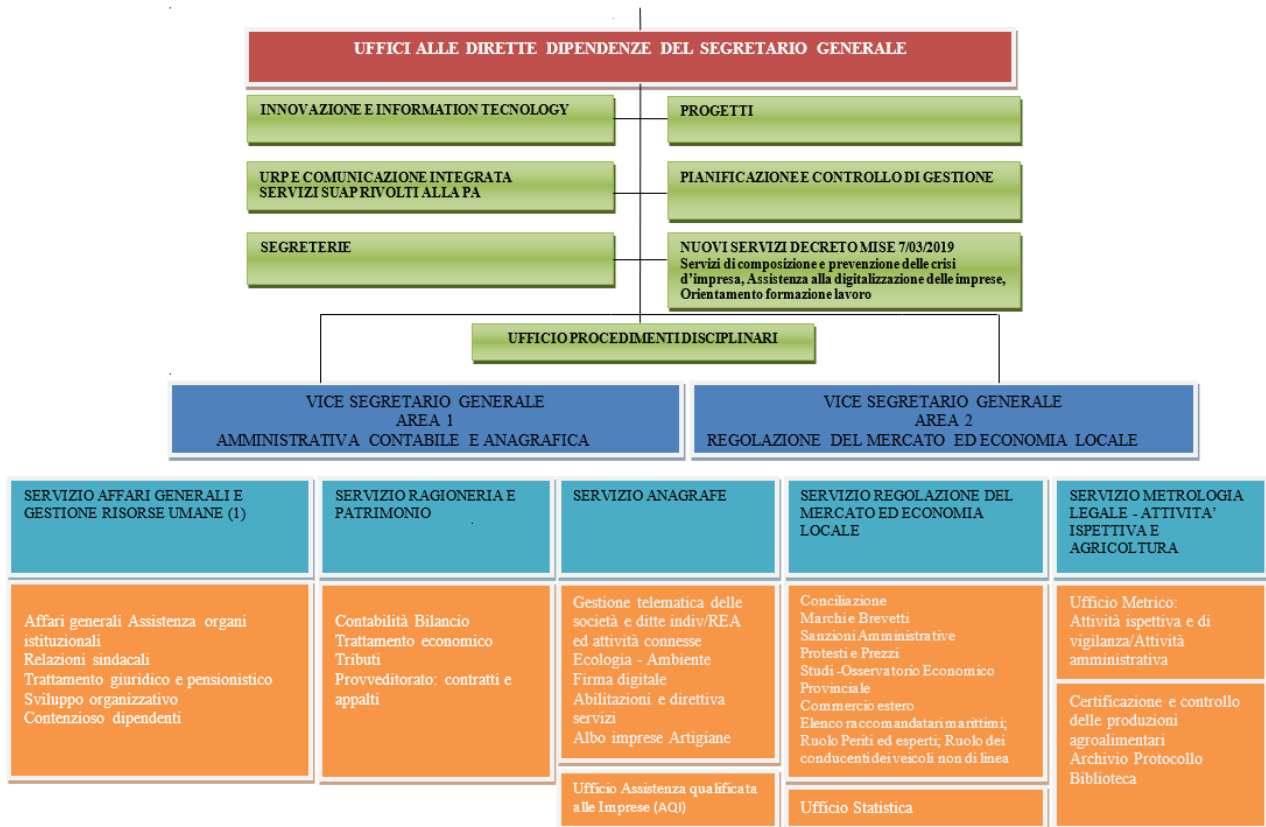 UFFICI ALLE DIRETTE DIPENDENZE DEL SEGRETARIO GENERALE
INNOVAZIONE E INFORMATION TECNOLOGY
PROGETTI
URP E COMUNICAZIONE INTEGRATA
SERVIZI SUAP RIVOLTI ALLA PA
PIANIFICAZIONE E CONTROLLO DI GESTIONE
SEGRETERIE
NUOVI SERVIZI DECRETO MISE 7/03/2019
Servizi di composizione e prevenzione delle crisi
d'impresa, Assistenza alla digitalizzazione delle imprese,
Orientamento formazione lavoro
UFFICIO PROCEDIMENTI DISCIPLINARI
VICE SEGRETARIO GENERALE
AREA 1
AMMINISTRATIVA CONTABILE E ANAGRAFICA
VICE SEGRETARIO GENERALE
AREA 2
REGOLAZIONE DEL MERCATO ED ECONOMIA LOCALE
SERVIZIO AFFARI GENERALI E
GESTIONE RISORSE UMANE (1)
SERVIZIO RAGIONERIA E
PATRIMONIO
SERVIZIO ANAGRAFE
SERVIZIO REGOLAZIONE DEL
MERCATO ED ECONOMIA
LOCALE
SERVIZIO METROLOGIA
LEGALE - ATTIVITA'
ISPETTIVA E
AGRICOLTURA
Affari generali Assistenza organi
istituzionali
Relazioni sindacali
Trattamento giuridico e pensionistico
Sviluppo organizzativo
Contenzioso dipendenti
Contabilità Bilancio
Trattamento economico
Tributi
Provveditorato: contratti e
appalti
Gestione telematica delle
società e ditte indiv/REA
ed attività connesse
Ecologia - Ambiente
Firma digitale
Abilitazioni e direttiva
servizi
Albo imprese Artigiane
Ufficio Assistenza qualificata
alle Imprese (AQI)
Conciliazione
Marchi e Brevetti
Sanzioni Amministrative
Protesti e Prezzi
Studi -Osservatorio Economico
Provinciale
Commercio estero
Elenco raccomandatari marittimi;
Ruolo Periti ed esperti; Ruolo dei
conducenti dei veicoli non di linea
Ufficio Statistica
Ufficio Metrico:
Attività ispettiva e di
vigilanza/Attività
amministrativa
Certificazione e controllo
delle produzioni
agroalimentari
Archivio Protocollo
Biblioteca